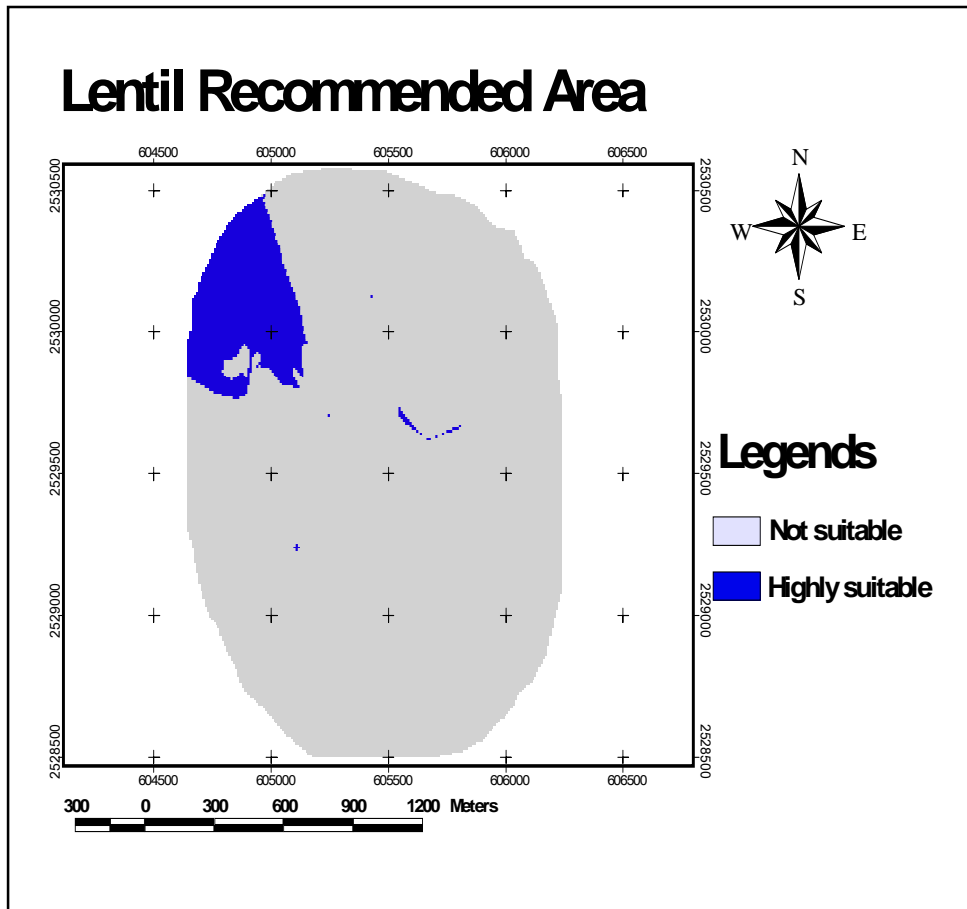 Lentil Recommended Area
604500 605000 605500 606000 606500
N
W E
S
2530500 2530500
2530000 2530000
2529500 2529500
2529000 2529000
2528500 2528500
Legends
Not suitable
Highly suitable
604500 605000 605500 606000 606500
300 0 300 600 900 1200 Meters